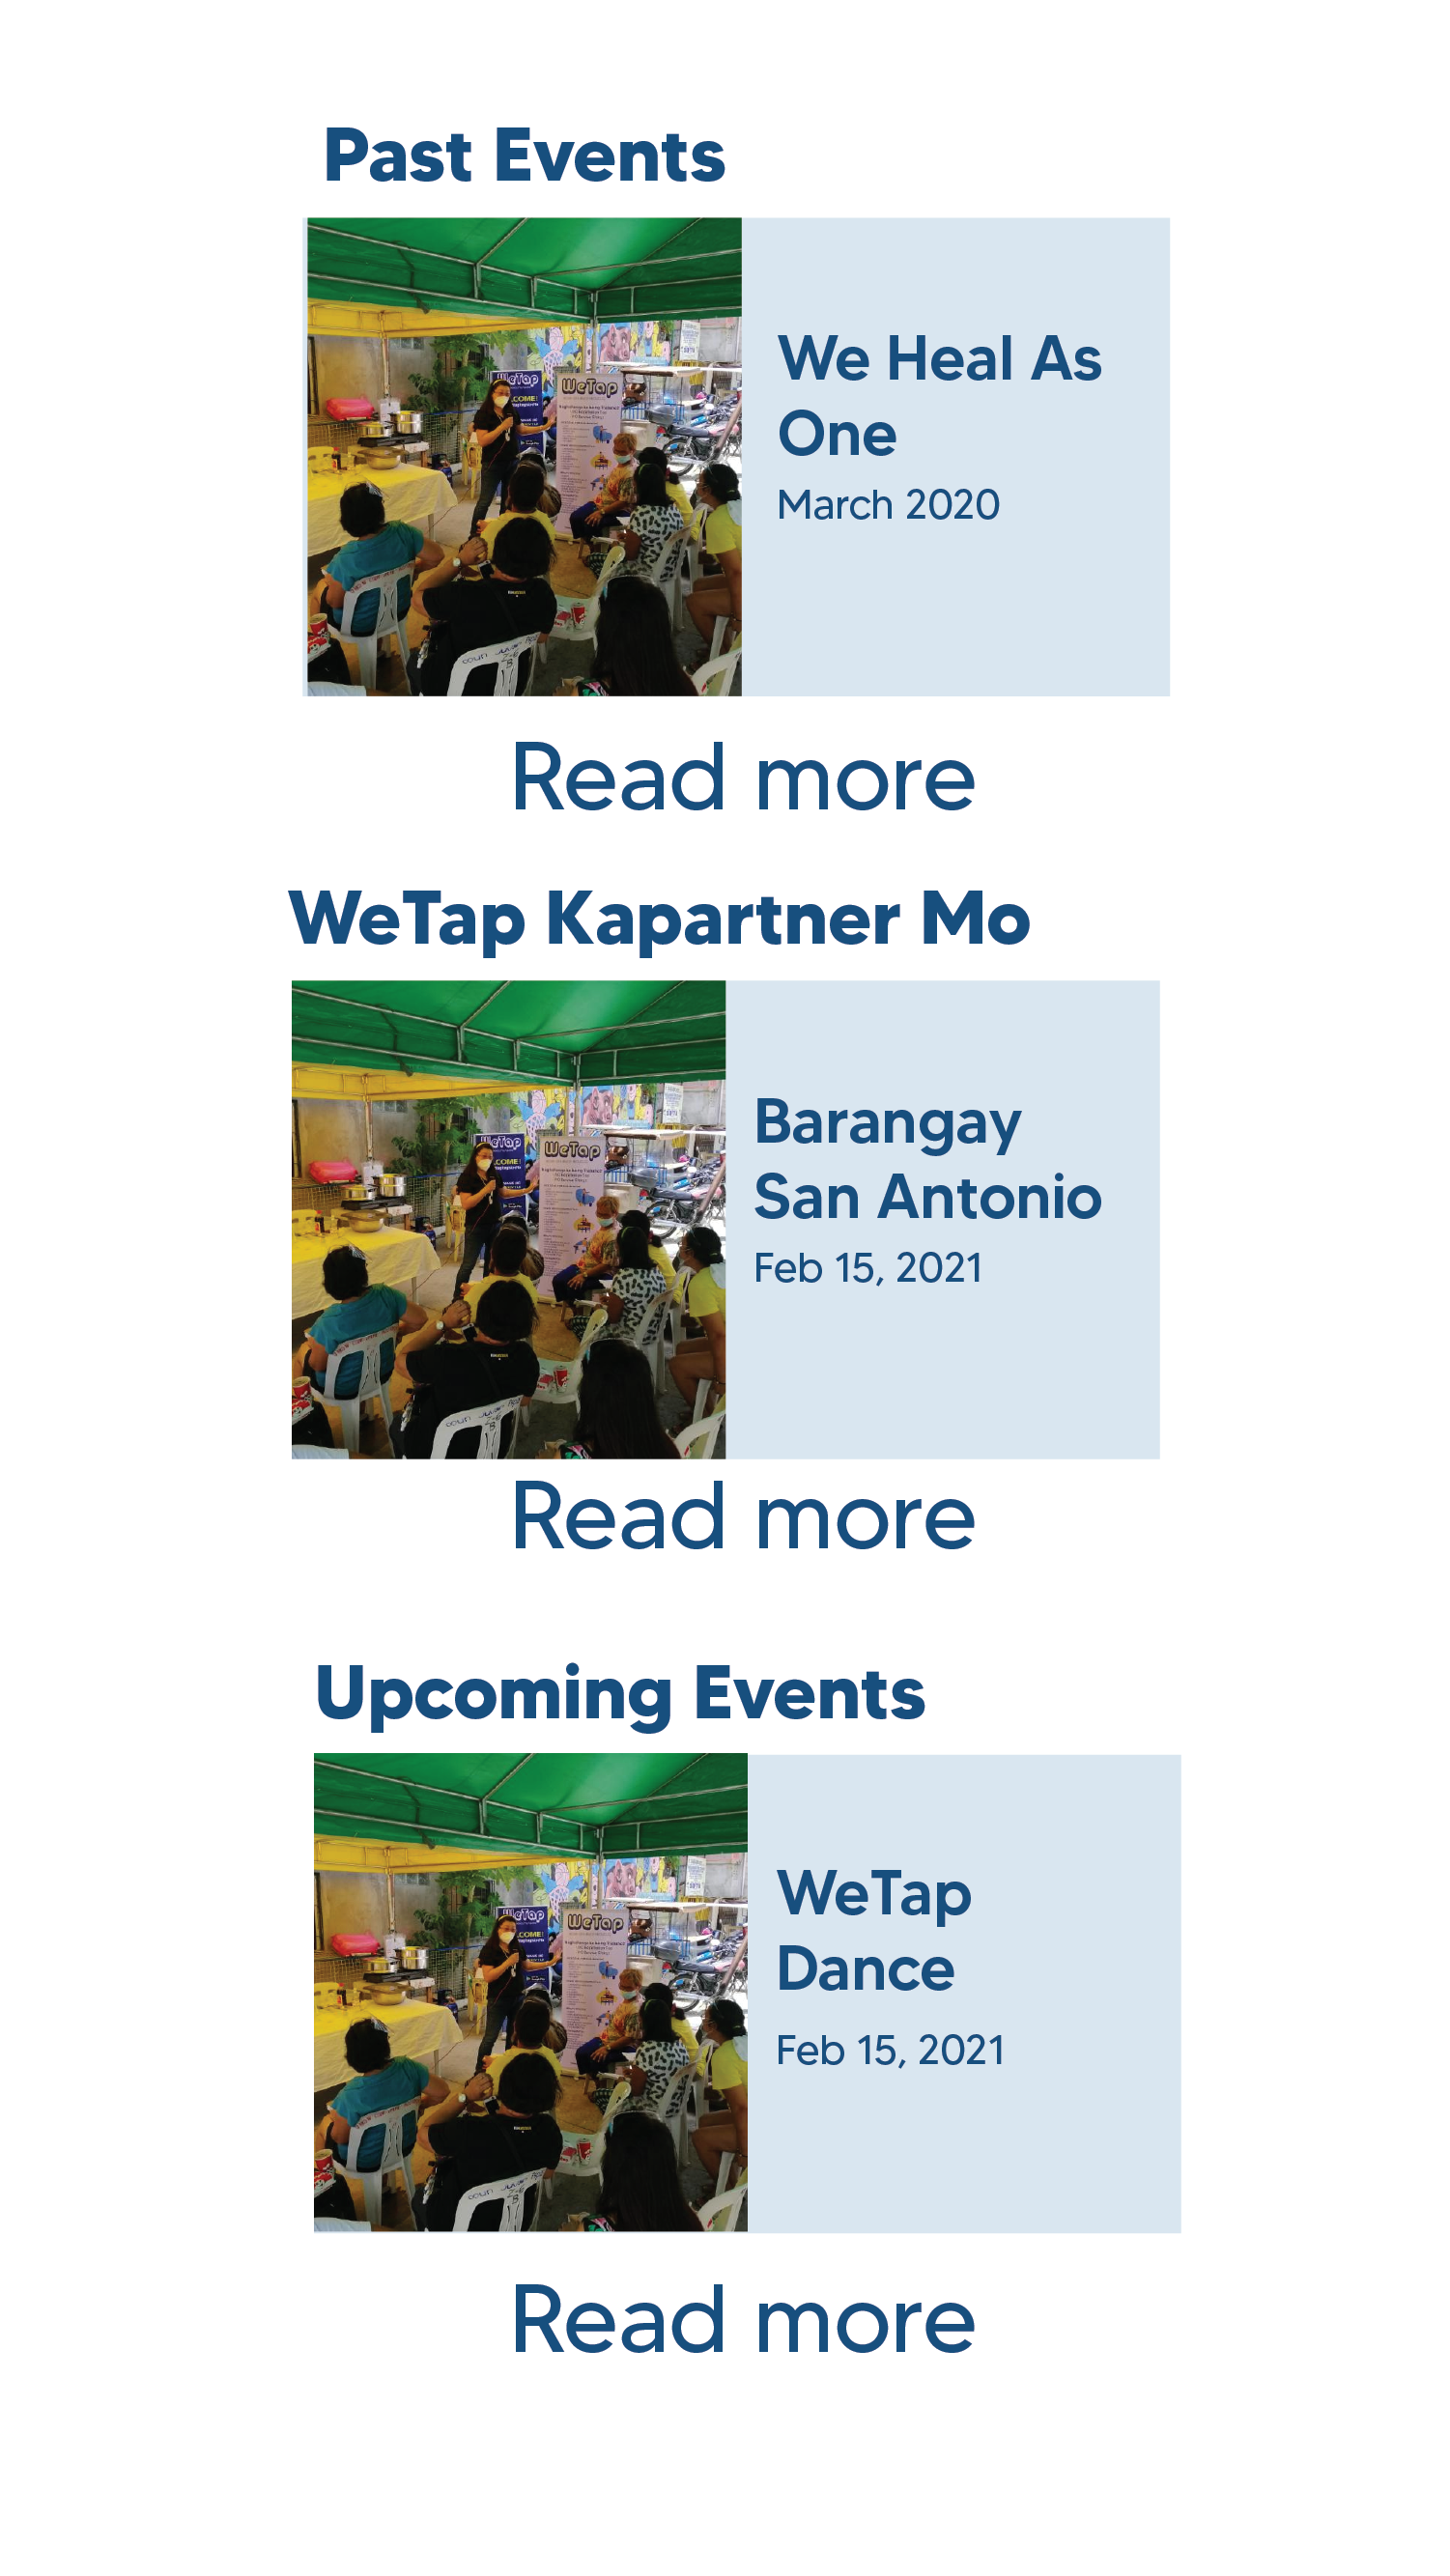 Past Events
WeTap
WeTap
COME!
We Heal As
One
March 2020
Read more
WeTap Kapartner Mo
WeTap
WeTap
COME!
Barangay
San Antonio
Feb 15, 2021
Read more
Upcoming Events
WeTap
WeTap
COME!
WeTap
Dance
Feb 15, 2021
Read more